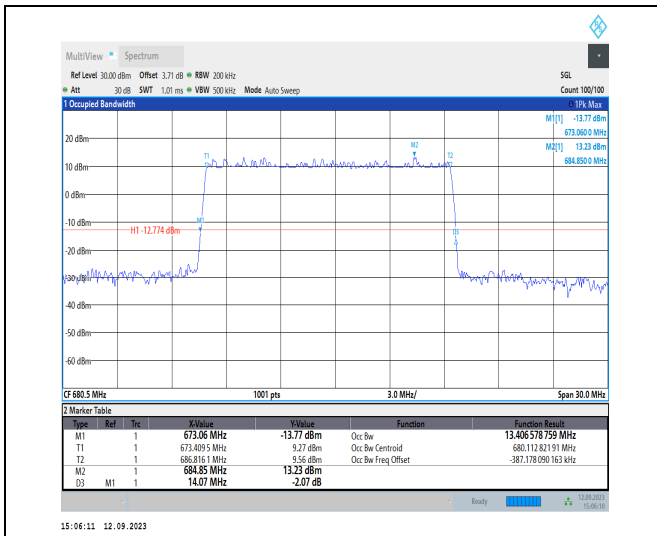 MultiView Spectrum
Ref Level 30.00 dBm Offset 3.71 dB RBW 200 kHz SGL
Att 30 dB SWT 1.01 ms VBW 500 kHz Mode Auto Sweep Count 100/100
1 Occupied Bandwidth 1Pk Max
M1[1] -13.77 dBm
673.060 0 MHz
M2[1] 13.23 dBm
684.850 0 MHz
20 dBm
M2
T1 T2
10 dBm
0 dBm
-10 dBm
M1
H1 -12.774 dBm
D3
-20 dBm
-30 dBm
-40 dBm
-50 dBm
-60 dBm
CF 680.5 MHz 1001 pts 3.0 MHz/ Span 30.0 MHz
2 Marker Table
Type Ref Trc X-Value Y-Value Function Function Result
M1 1 673.06 MHz -13.77 dBm Occ Bw 13.406 578 759 MHz
T1 1 673.409 5 MHz 9.27 dBm Occ Bw Centroid 680.112 821 91 MHz
T2 1 686.816 1 MHz 9.56 dBm Occ Bw Freq Offset -387.178 090 163 kHz
M2 1 684.85 MHz 13.23 dBm
D3 M1 1 14.07 MHz -2.07 dB
Ready 12.09.2023
15:06:10
15:06:11 12.09.2023